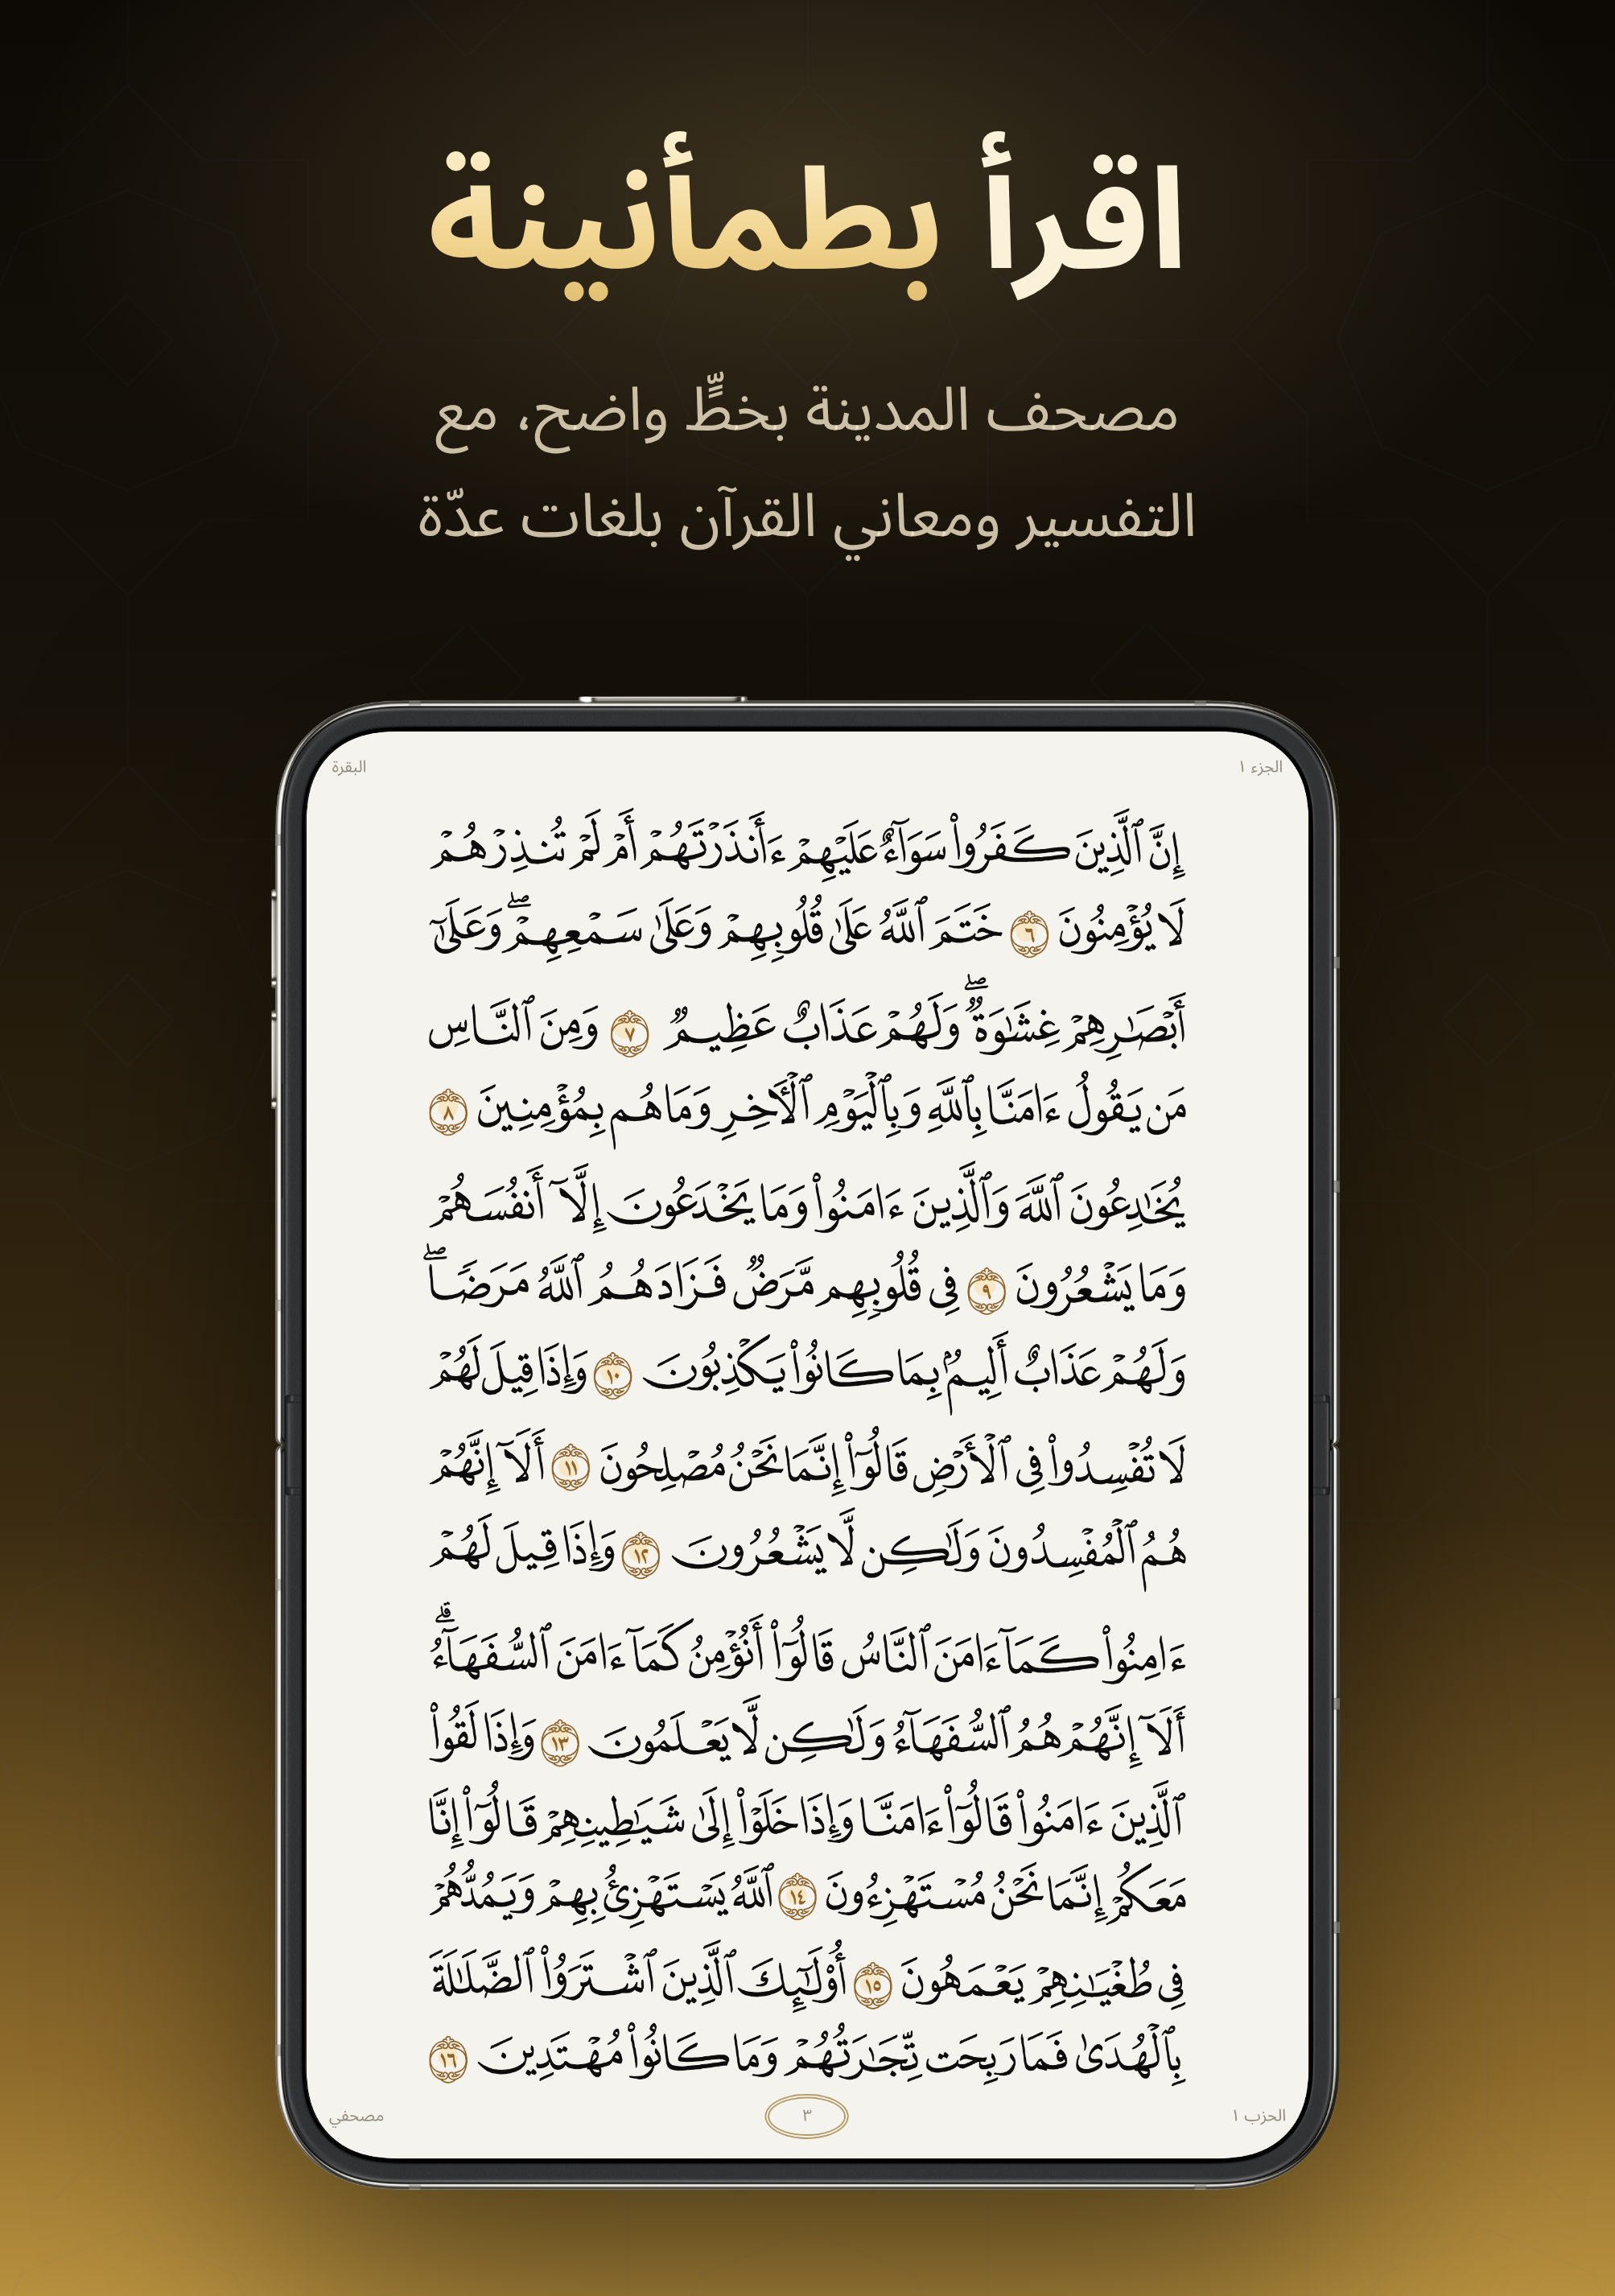 اقرأ بطمأنينة
مصحف المدينة بخطٍّ واضح، مع
التفسير ومعاني القرآن بلغات عدّة
الجزء ١
البقرة
إِنَّ ٱلَّذِينَ كَفَرُوا۟ سَوَآءٌ عَلَيْهِمْ ءَأَنذَرْتَهُمْ أَمْ لَمْ تُنذِرْهُمْ
لَا يُؤْمِنُونَ ٦ خَتَمَ ٱللَّهُ عَلَىٰ قُلُوبِهِمْ وَعَلَىٰ سَمْعِهِمْ ۖ وَعَلَىٰٓ
أَبْصَـٰرِهِمْ غِشَـٰوَةٌ ۖ وَلَهُمْ عَذَابٌ عَظِيمٌ ٧ وَمِنَ ٱلنَّاسِ
مَن يَقُولُ ءَامَنَّا بِٱللَّهِ وَبِٱلْيَوْمِ ٱلْـَٔاخِرِ وَمَا هُم بِمُؤْمِنِينَ ٨
يُخَـٰدِعُونَ ٱللَّهَ وَٱلَّذِينَ ءَامَنُوا۟ وَمَا يَخْدَعُونَ إِلَّآ أَنفُسَهُمْ
وَمَا يَشْعُرُونَ ٩ فِى قُلُوبِهِم مَّرَضٌ فَزَادَهُمُ ٱللَّهُ مَرَضًا ۖ
وَلَهُمْ عَذَابٌ أَلِيمٌۢ بِمَا كَانُوا۟ يَكْذِبُونَ ١٠ وَإِذَا قِيلَ لَهُمْ
لَا تُفْسِدُوا۟ فِى ٱلْأَرْضِ قَالُوٓا۟ إِنَّمَا نَحْنُ مُصْلِحُونَ ١١ أَلَآ إِنَّهُمْ
هُمُ ٱلْمُفْسِدُونَ وَلَـٰكِن لَّا يَشْعُرُونَ ١٢ وَإِذَا قِيلَ لَهُمْ
ءَامِنُوا۟ كَمَآ ءَامَنَ ٱلنَّاسُ قَالُوٓا۟ أَنُؤْمِنُ كَمَآ ءَامَنَ ٱلسُّفَهَآءُ ۗ
أَلَآ إِنَّهُمْ هُمُ ٱلسُّفَهَآءُ وَلَـٰكِن لَّا يَعْلَمُونَ ١٣ وَإِذَا لَقُوا۟
ٱلَّذِينَ ءَامَنُوا۟ قَالُوٓا۟ ءَامَنَّا وَإِذَا خَلَوْا۟ إِلَىٰ شَيَـٰطِينِهِمْ قَالُوٓا۟ إِنَّا
مَعَكُمْ إِنَّمَا نَحْنُ مُسْتَهْزِءُونَ ١٤ ٱللَّهُ يَسْتَهْزِئُ بِهِمْ وَيَمُدُّهُمْ
فِى طُغْيَـٰنِهِمْ يَعْمَهُونَ ١٥ أُو۟لَـٰٓئِكَ ٱلَّذِينَ ٱشْتَرَوُا۟ ٱلضَّلَـٰلَةَ
بِٱلْهُدَىٰ فَمَا رَبِحَت تِّجَـٰرَتُهُمْ وَمَا كَانُوا۟ مُهْتَدِينَ ١٦
الحزب ١
٣
مصحفي